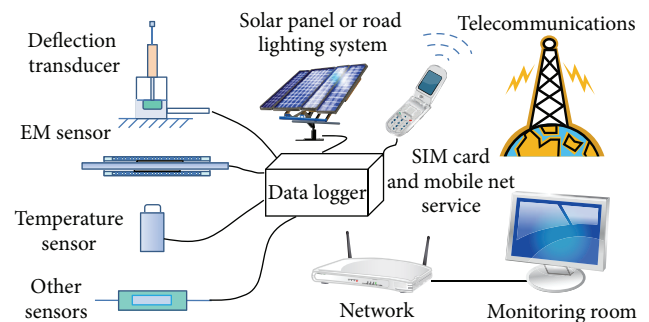 Deflection
transducer
Solar panel or road
lighting system
Telecommunications
EM sensor
Data logger
SIM card
and mobile net
service
Temperature
sensor
Other
sensors
Network
Monitoring room